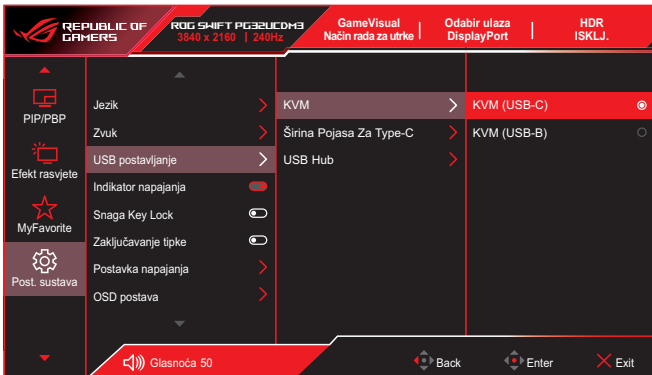 REPUBLIC OF
GAMERS
ROG SWIFT PG32UCDM3
3840 x 2160 | 240Hz
GameVisual
Način rada za utrke
Odabir ulaza
DisplayPort
HDR
ISKLJ.
PIP/PBP
Efekt rasvjete
MyFavorite
Post. sustava
Jezik
Zvuk
USB postavljanje
Indikator napajanja
Snaga Key Lock
Zaključavanje tipke
Postavka napajanja
OSD postava
KVM
Širina Pojasa Za Type-C
USB Hub
KVM (USB-C)
KVM (USB-B)
Glasnoća 50
Back
Enter
Exit